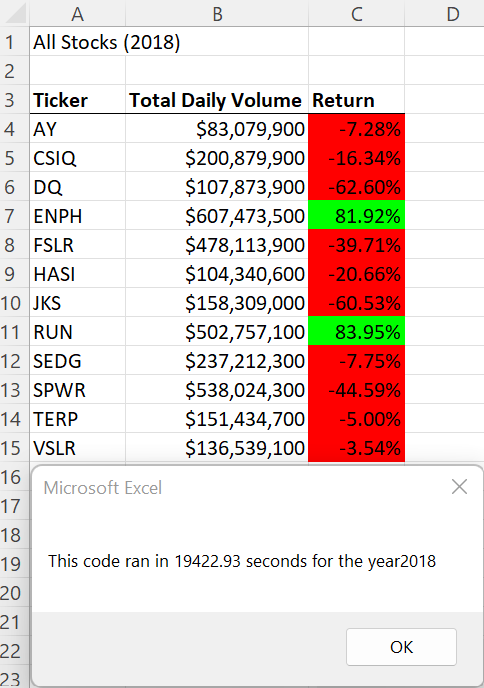 A B C D
1 All Stocks (2018)
2
3 Ticker Total Daily Volume Return
4 AY $83,079,900 -7.28%
5 CSIQ $200,879,900 -16.34%
6 DQ $107,873,900 -62.60%
7 ENPH $607,473,500 81.92%
8 FSLR $478,113,900 -39.71%
9 HASI $104,340,600 -20.66%
10 JKS $158,309,000 -60.53%
11 RUN $502,757,100 83.95%
12 SEDG $237,212,300 -7.75%
13 SPWR $538,024,300 -44.59%
14 TERP $151,434,700 -5.00%
15 VSLR $136,539,100 -3.54%
16
Microsoft Excel
17
18
19 This code ran in 19422.93 seconds for the year2018
20
21
22 OK
23